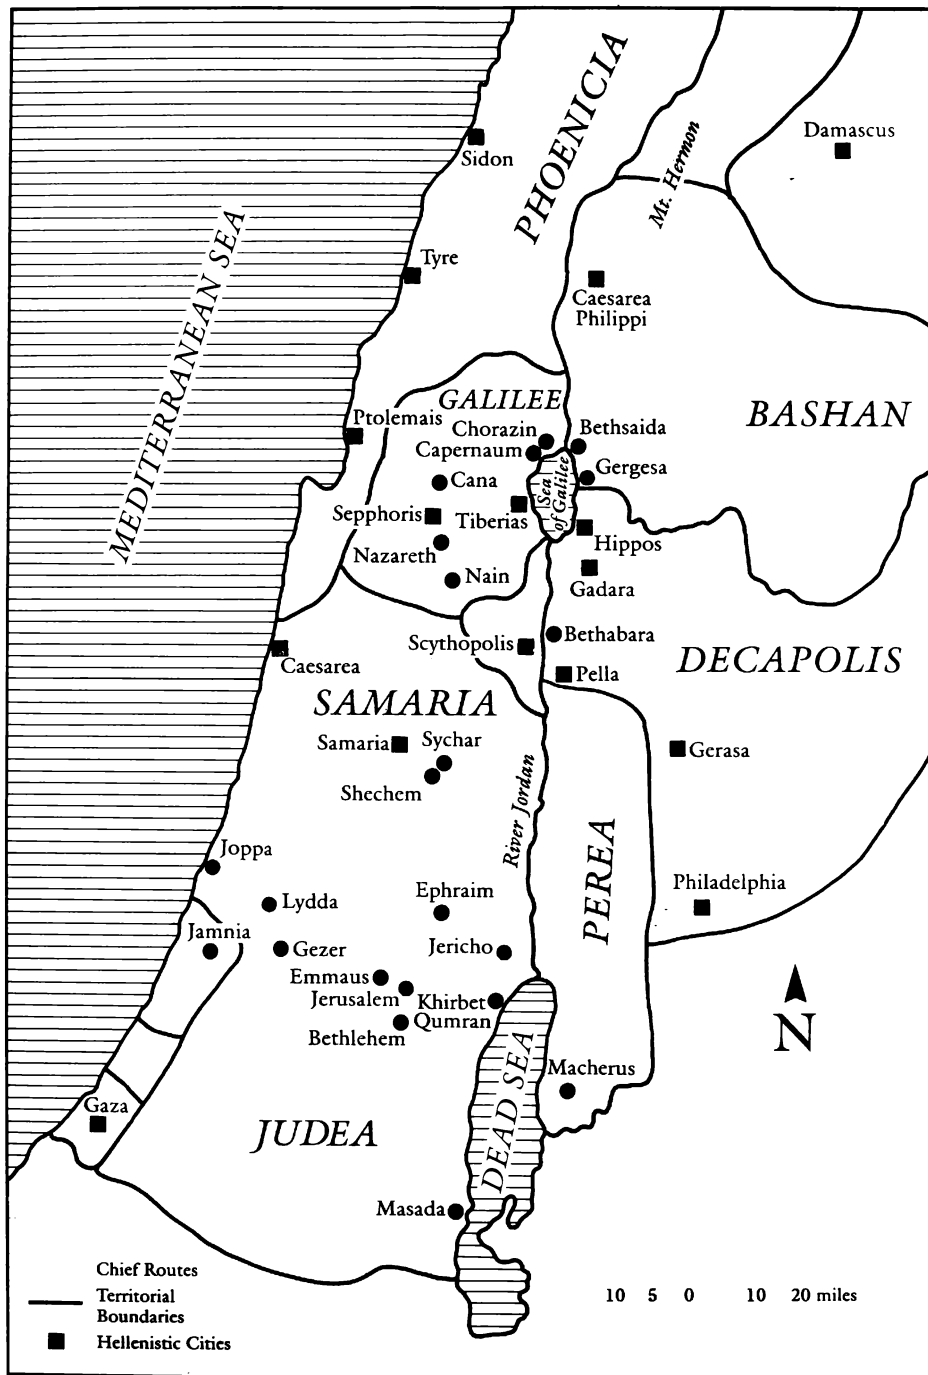 PHOENICIA
Damascus
Sidon
Mt. Hermon
MEDITERRANEAN SEA
Tyre
Caesarea
Philippi
GALILEE
BASHAN
Ptolemais
Chorazin
Bethsaida
Capernaum
Gergesa
Cana
Sea
of Galilee
Sepphoris
Tiberias
Hippos
Nazareth
Nain
Gadara
Scythopolis
Bethabara
Caesarea
Pella
DECAPOLIS
SAMARIA
Samaria
Sychar
Gerasa
Shechem
River Jordan
PEREA
Joppa
Ephraim
Philadelphia
Lydda
Jamnia
Gezer
Jericho
Emmaus
Jerusalem
Khirbet
Qumran
Bethlehem
N
DEAD SEA
Macherus
Gaza
JUDEA
Masada
Chief Routes
Territorial
Boundaries
Hellenistic Cities
10 5 0 10 20 miles